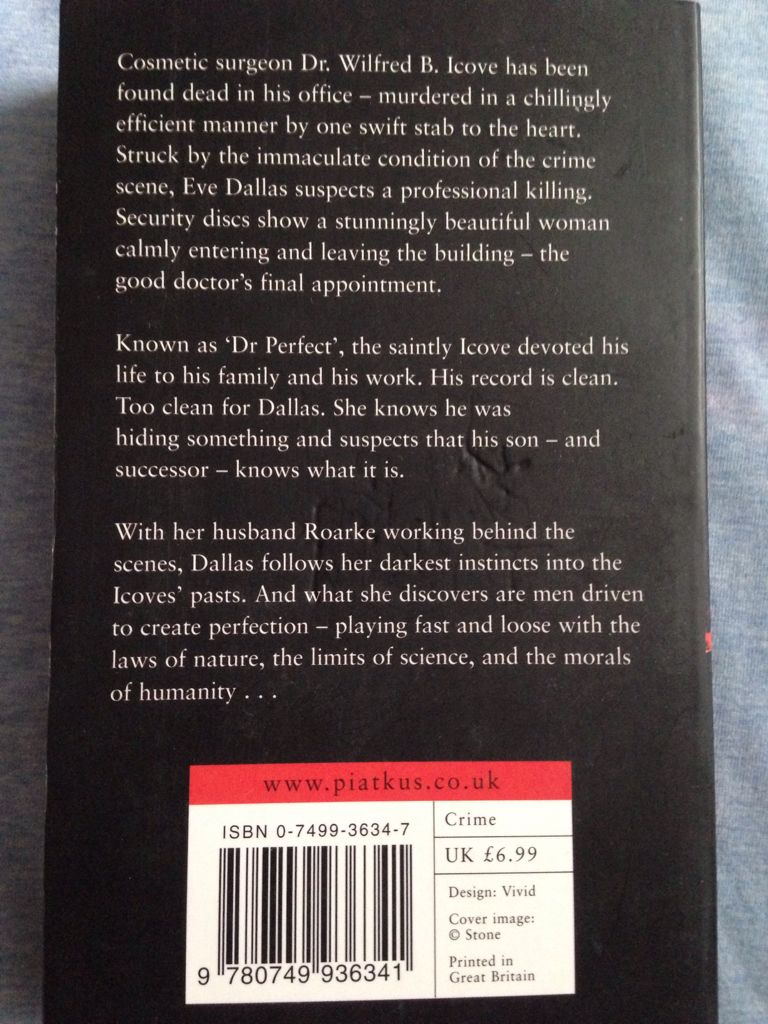 Cosmetic surgeon Dr. Wilfred B. Icove has been
found dead in his office – murdered in a chillingly
efficient manner by one swift stab to the heart.
Struck by the immaculate condition of the crime
scene, Eve Dallas suspects a professional killing.
Security discs show a stunningly beautiful woman
calmly entering and leaving the building – the
good doctor's final appointment.
Known as 'Dr Perfect', the saintly Icove devoted his
life to his family and his work. His record is clean.
Too clean for Dallas. She knows he was
hiding something and suspects that his son – and
successor – knows what it is.
With her husband Roarke working behind the
scenes, Dallas follows her darkest instincts into the
Icoves' pasts. And what she discovers are men driven
to create perfection – playing fast and loose with the
laws of nature, the limits of science, and the morals
of humanity . . .
www.piatkus.co.uk
ISBN 0-7499-3634-7
9 780749 936341
Crime
UK £6.99
Design: Vivid
Cover image:
© Stone
Printed in
Great Britain